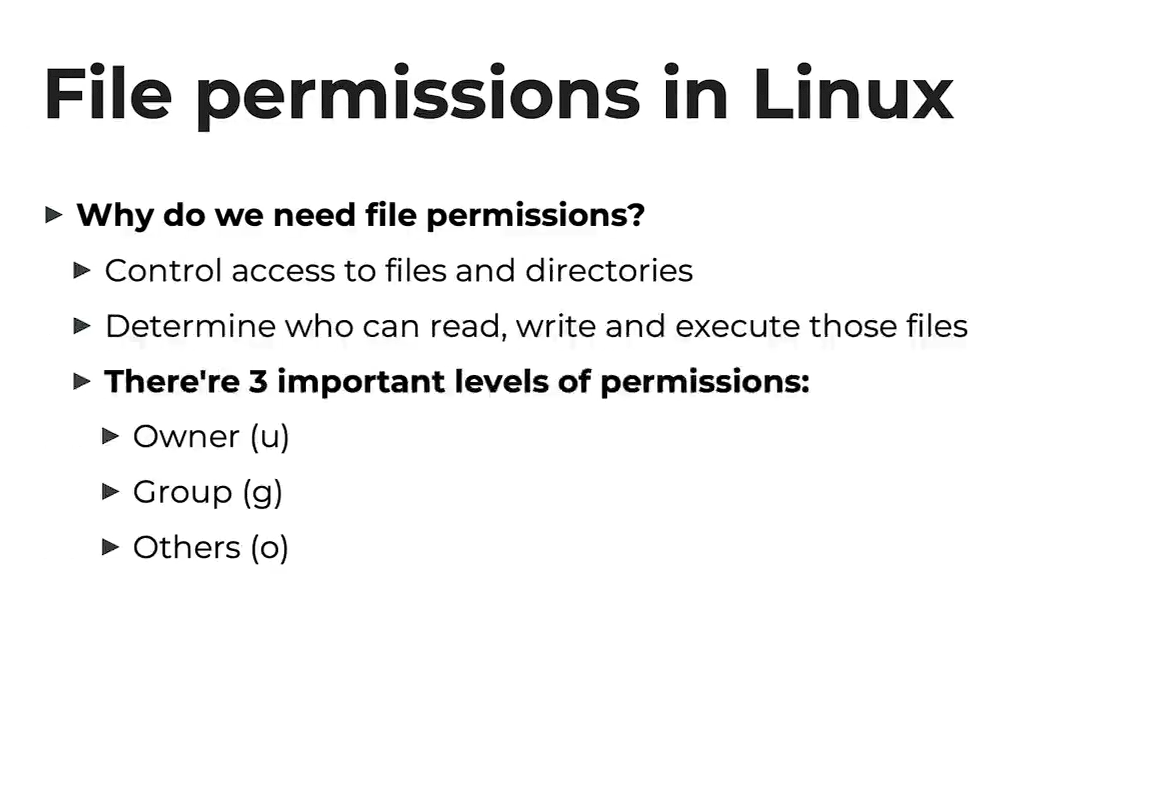 File permissions in Linux
Why do we need file permissions?
Control access to files and directories
Determine who can read, write and execute those files
There're 3 important levels of permissions:
Owner (u)
Group (g)
Others (o)